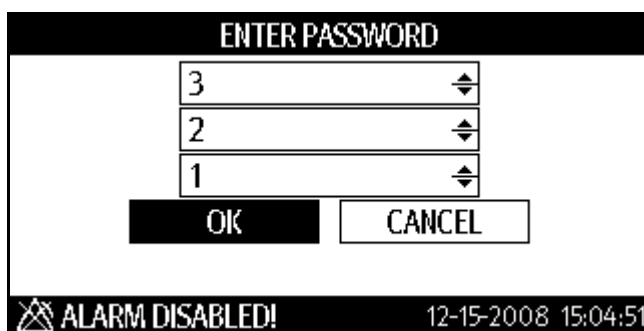 ENTER PASSWORD
3
2
1
OK CANCEL
ALARM DISABLED! 12-15-2008 15:04:51